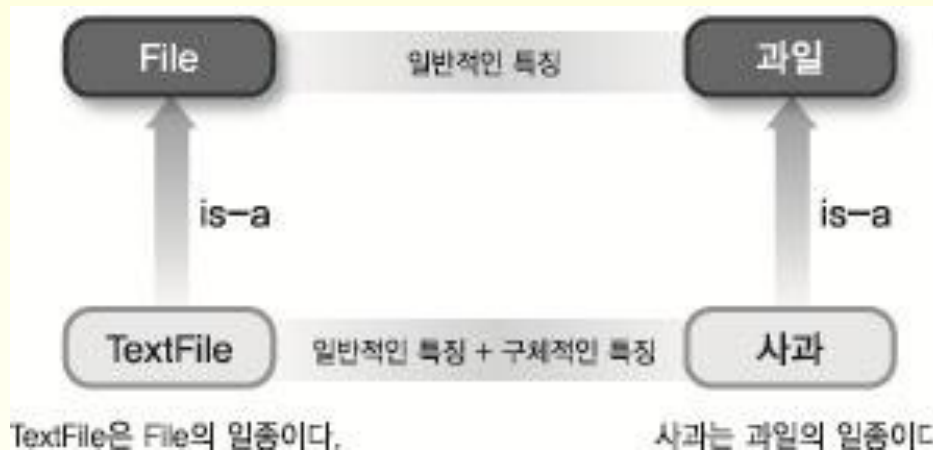 File 일반적인 특징 과일
is-a is-a
TextFile 일반적인 특징 + 구체적인 특징 사과
TextFile은 File의 일종이다. 사과는 과일의 일종이다